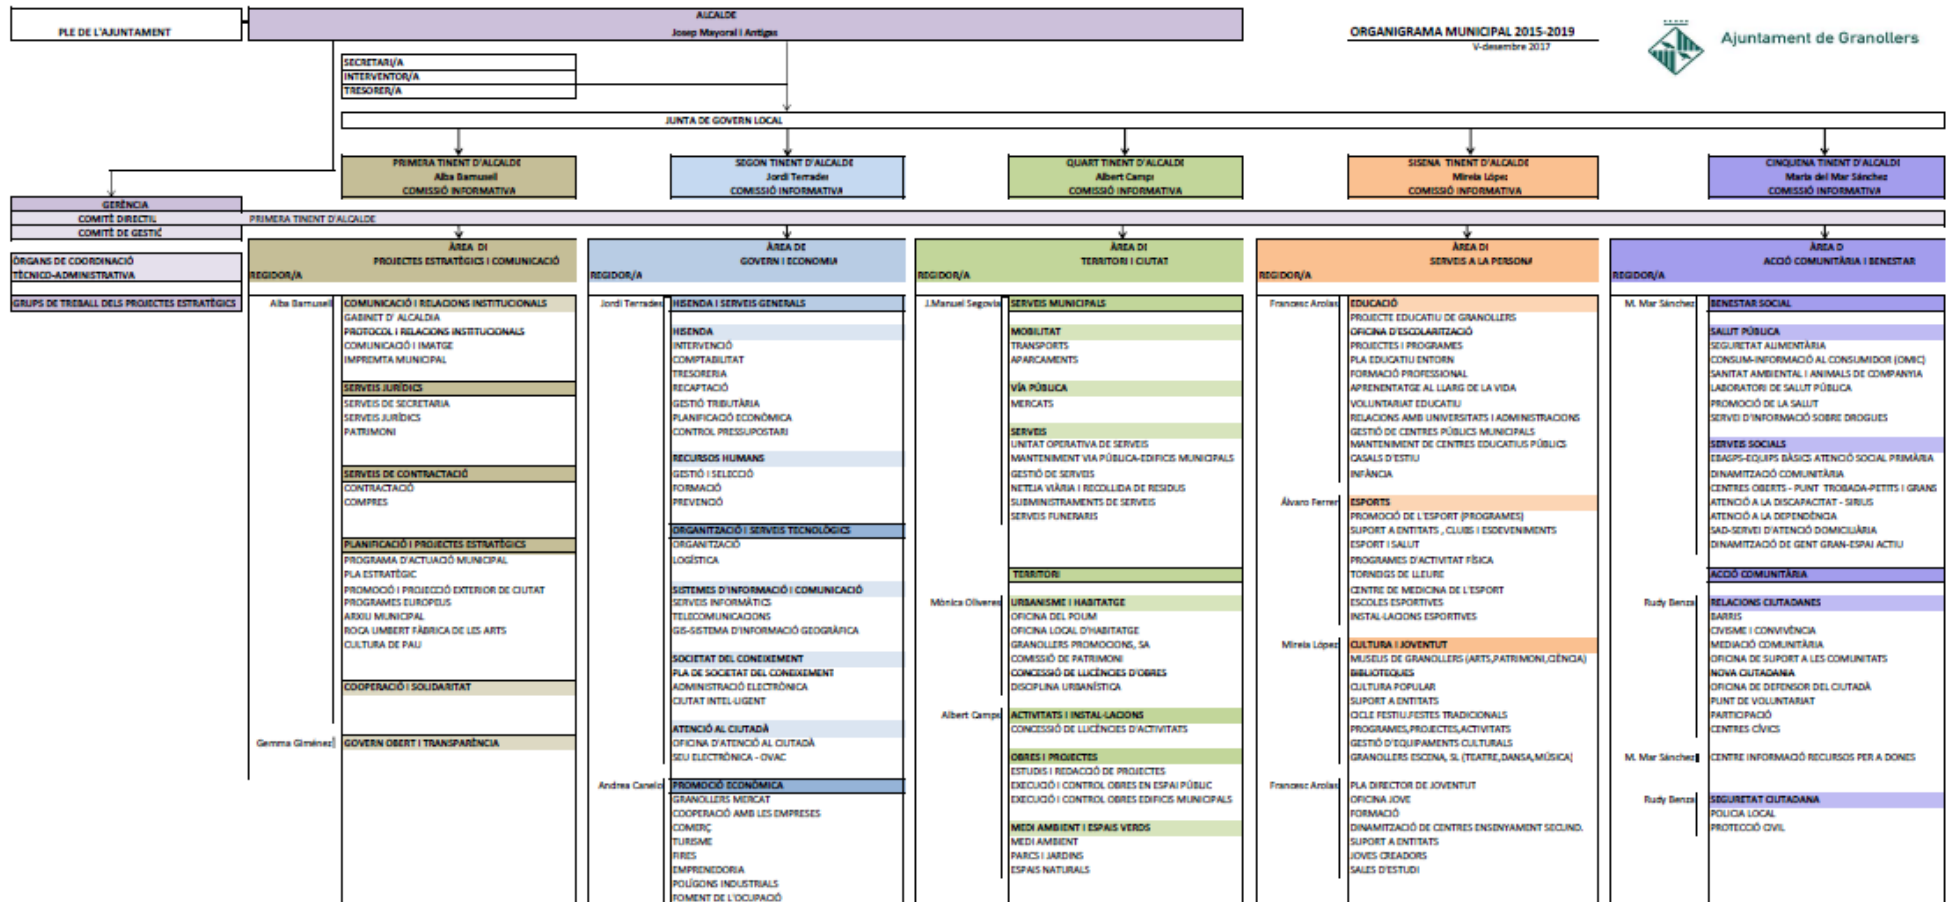 PLE DE L'AJUNTAMENT
ALCALDE
Josep Mayoral i Antigas
ORGANIGRAMA MUNICIPAL 2015-2019
V-desembre 2017
Ajuntament de Granollers
SECRETARI/A
INTERVENTOR/A
TRESORER/A
JUNTA DE GOVERN LOCAL
PRIMERA TINENT D'ALCALDE
Alba Barnusell
COMISSIÓ INFORMATIVA
SEGON TINENT D'ALCALDE
Jordi Terrades
COMISSIÓ INFORMATIVA
QUART TINENT D'ALCALDE
Albert Camps
COMISSIÓ INFORMATIVA
SISENA TINENT D'ALCALDE
Mireia López
COMISSIÓ INFORMATIVA
CINQUENA TINENT D'ALCALDE
Maria del Mar Sánchez
COMISSIÓ INFORMATIVA
GERÈNCIA
COMITÈ DIRECTIU
COMITÈ DE GESTIÓ
PRIMERA TINENT D'ALCALDE
ÒRGANS DE COORDINACIÓ
TÈCNICO-ADMINISTRATIVA
GRUPS DE TREBALL DELS PROJECTES ESTRATÈGICS
ÀREA DE
PROJECTES ESTRATÈGICS I COMUNICACIÓ
REGIDOR/A
Alba Barnusell
COMUNICACIÓ I RELACIONS INSTITUCIONALS
GABINET D' ALCALDIA
PROTOCOL I RELACIONS INSTITUCIONALS
COMUNICACIÓ I IMATGE
IMPREMTA MUNICIPAL
SERVEIS JURÍDICS
SERVEIS DE SECRETARIA
SERVEIS JURÍDICS
PATRIMONI
SERVEIS DE CONTRACTACIÓ
CONTRACTACIÓ
COMPRES
PLANIFICACIÓ I PROJECTES ESTRATÈGICS
PROGRAMA D'ACTUACIÓ MUNICIPAL
PLA ESTRATÈGIC
PROMOCIÓ I PROJECCIÓ EXTERIOR DE CIUTAT
PROGRAMES EUROPEUS
ARXIU MUNICIPAL
ROCA UMBERT FÀBRICA DE LES ARTS
CULTURA DE PAU
COOPERACIÓ I SOLIDARITAT
Gemma Giménez
GOVERN OBERT I TRANSPARÈNCIA
ÀREA DE
GOVERN I ECONOMIA
REGIDOR/A
Jordi Terrades
HISENDA I SERVEIS GENERALS
HISENDA
INTERVENCIÓ
COMPTABILITAT
TRESORERIA
RECAPTACIÓ
GESTIÓ TRIBUTÀRIA
PLANIFICACIÓ ECONÒMICA
CONTROL PRESSUPOSTARI
RECURSOS HUMANS
GESTIÓ I SELECCIÓ
FORMACIÓ
PREVENCIÓ
ORGANITZACIÓ I SERVEIS TECNOLÒGICS
ORGANITZACIÓ
LOGÍSTICA
SISTEMES D'INFORMACIÓ I COMUNICACIÓ
SERVEIS INFORMÀTICS
TELECOMUNICACIONS
GIS-SISTEMA D'INFORMACIÓ GEOGRÀFICA
SOCIETAT DEL CONEIXEMENT
PLA DE SOCIETAT DEL CONEIXEMENT
ADMINISTRACIÓ ELECTRÒNICA
CIUTAT INTEL·LIGENT
ATENCIÓ AL CIUTADÀ
OFICINA D'ATENCIÓ AL CIUTADÀ
SEU ELECTRÒNICA - OVAC
Andrea Canelo
PROMOCIÓ ECONÒMICA
GRANOLLERS MERCAT
COOPERACIÓ AMB LES EMPRESES
COMERÇ
TURISME
FIRES
EMPRENEDORIA
POLÍGONS INDUSTRIALS
FOMENT DE L'OCUPACIÓ
ÀREA DE
TERRITORI I CIUTAT
REGIDOR/A
J.Manuel Segovia
SERVEIS MUNICIPALS
MOBILITAT
TRANSPORTS
APARCAMENTS
VÍA PÚBLICA
MERCATS
SERVEIS
UNITAT OPERATIVA DE SERVEIS
MANTENIMENT VIA PÚBLICA-EDIFICIS MUNICIPALS
GESTIÓ DE SERVEIS
NETEJA VIÀRIA I RECOLLIDA DE RESIDUS
SUBMINISTRAMENTS DE SERVEIS
SERVEIS FUNERARIS
TERRITORI
Mònica Oliveres
URBANISME I HABITATGE
OFICINA DEL POUM
OFICINA LOCAL D'HABITATGE
GRANOLLERS PROMOCIONS, SA
COMISSIÓ DE PATRIMONI
CONCESSIÓ DE LLICÈNCIES D'OBRES
DISCIPLINA URBANÍSTICA
Albert Camps
ACTIVITATS I INSTAL·LACIONS
CONCESSIÓ DE LLICÈNCIES D'ACTIVITATS
OBRES I PROJECTES
ESTUDIS I REDACCIÓ DE PROJECTES
EXECUCIÓ I CONTROL OBRES EN ESPAI PÚBLIC
EXECUCIÓ I CONTROL OBRES EDIFICIS MUNICIPALS
MEDI AMBIENT I ESPAIS VERDS
MEDI AMBIENT
PARCS I JARDINS
ESPAIS NATURALS
ÀREA DE
SERVEIS A LA PERSONA
REGIDOR/A
Francesc Arolas
EDUCACIÓ
PROJECTE EDUCATIU DE GRANOLLERS
OFICINA D'ESCOLARITZACIÓ
PROJECTES I PROGRAMES
PLA EDUCATIU ENTORN
FORMACIÓ PROFESSIONAL
APRENENTATGE AL LLARG DE LA VIDA
VOLUNTARIAT EDUCATIU
RELACIONS AMB UNIVERSITATS I ADMINISTRACIONS
GESTIÓ DE CENTRES PÚBLICS MUNICIPALS
MANTENIMENT DE CENTRES EDUCATIUS PÚBLICS
CASALS D'ESTIU
INFÀNCIA
Álvaro Ferrer
ESPORTS
PROMOCIÓ DE L'ESPORT (PROGRAMES)
SUPORT A ENTITATS , CLUBS I ESDEVENIMENTS
ESPORT I SALUT
PROGRAMES D'ACTIVITAT FÍSICA
TORNEIGS DE LLEURE
CENTRE DE MEDICINA DE L'ESPORT
ESCOLES ESPORTIVES
INSTAL·LACIONS ESPORTIVES
Mireia López
CULTURA I JOVENTUT
MUSEUS DE GRANOLLERS (ARTS,PATRIMONI,CIÈNCIA)
BIBLIOTEQUES
CULTURA POPULAR
SUPORT A ENTITATS
CICLE FESTIU.FESTES TRADICIONALS
PROGRAMES,PROJECTES,ACTIVITATS
GESTIÓ D'EQUIPAMENTS CULTURALS
GRANOLLERS ESCENA, SL (TEATRE,DANSA,MÚSICA)
Francesc Arolas
PLA DIRECTOR DE JOVENTUT
OFICINA JOVE
FORMACIÓ
DINAMITZACIÓ DE CENTRES ENSENYAMENT SECUND.
SUPORT A ENTITATS
JOVES CREADORS
SALES D'ESTUDI
ÀREA D
ACCIÓ COMUNITÀRIA I BENESTAR
REGIDOR/A
M. Mar Sánchez
BENESTAR SOCIAL
SALUT PÚBLICA
SEGURETAT ALIMENTÀRIA
CONSUM-INFORMACIÓ AL CONSUMIDOR (OMIC)
SANITAT AMBIENTAL I ANIMALS DE COMPANYIA
LABORATORI DE SALUT PÚBLICA
PROMOCIÓ DE LA SALUT
SERVEI D'INFORMACIÓ SOBRE DROGUES
SERVEIS SOCIALS
EBASPS-EQUIPS BÀSICS ATENCIÓ SOCIAL PRIMÀRIA
DINAMITZACIÓ COMUNITÀRIA
CENTRES OBERTS - PUNT TROBADA-PETITS I GRANS
ATENCIÓ A LA DISCAPACITAT - SIRIUS
ATENCIÓ A LA DEPENDÈNCIA
SAD-SERVEI D'ATENCIÓ DOMICILIÀRIA
DINAMITZACIÓ DE GENT GRAN-ESPAI ACTIU
ACCIÓ COMUNITÀRIA
Rudy Benza
RELACIONS CIUTADANES
BARRIS
CIVISME I CONVIVÈNCIA
MEDIACIÓ COMUNITÀRIA
OFICINA DE SUPORT A LES COMUNITATS
NOVA CIUTADANIA
OFICINA DE DEFENSOR DEL CIUTADÀ
PUNT DE VOLUNTARIAT
PARTICIPACIÓ
CENTRES CÍVICS
M. Mar Sánchez
CENTRE INFORMACIÓ RECURSOS PER A DONES
Rudy Benza
SEGURETAT CIUTADANA
POLICIA LOCAL
PROTECCIÓ CIVIL